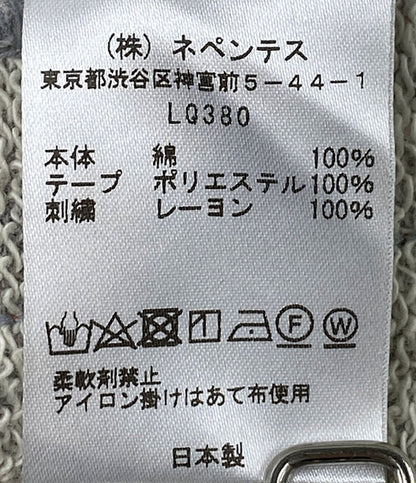 (株)ネペンテス
東京都渋谷区神宮前5-44-1
LQ380
本体 綿 100%
テープ ポリエステル 100%
刺繍 レーヨン 100%
F W
柔軟剤禁止
アイロン掛けはあて布使用
日本製